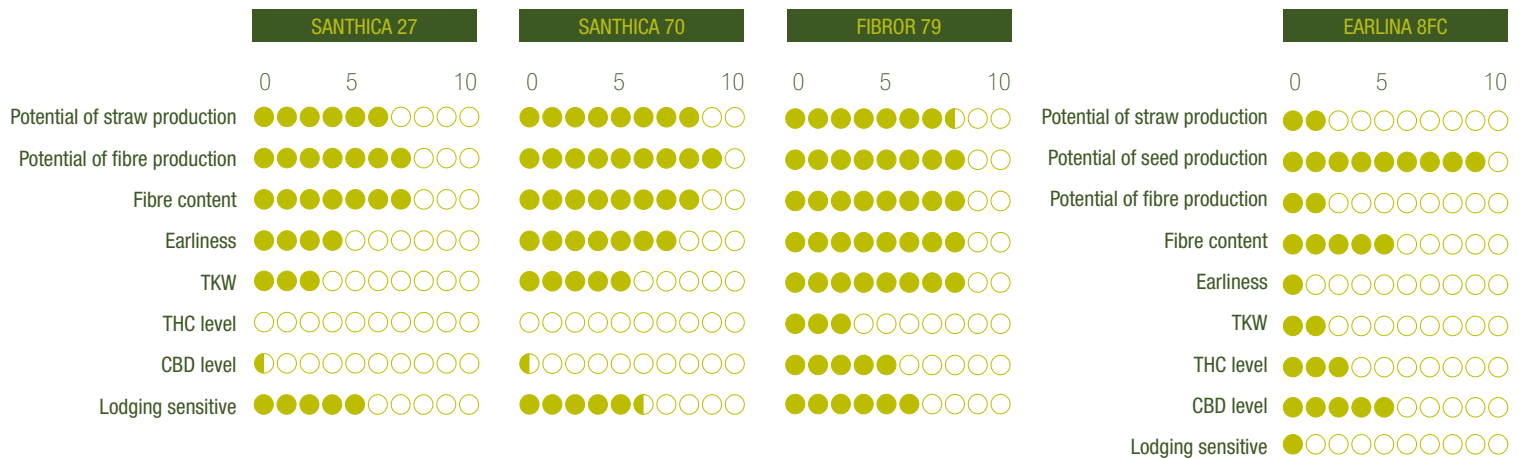 SANTHICA 27
SANTHICA 70
FIBROR 79
0 5 10
0 5 10
0 5 10
Potential of straw production
Potential of fibre production
Fibre content
Earliness
TKW
THC level
CBD level
Lodging sensitive
EARLINA 8FC
0 5 10
Potential of straw production
Potential of seed production
Potential of fibre production
Fibre content
Earliness
TKW
THC level
CBD level
Lodging sensitive